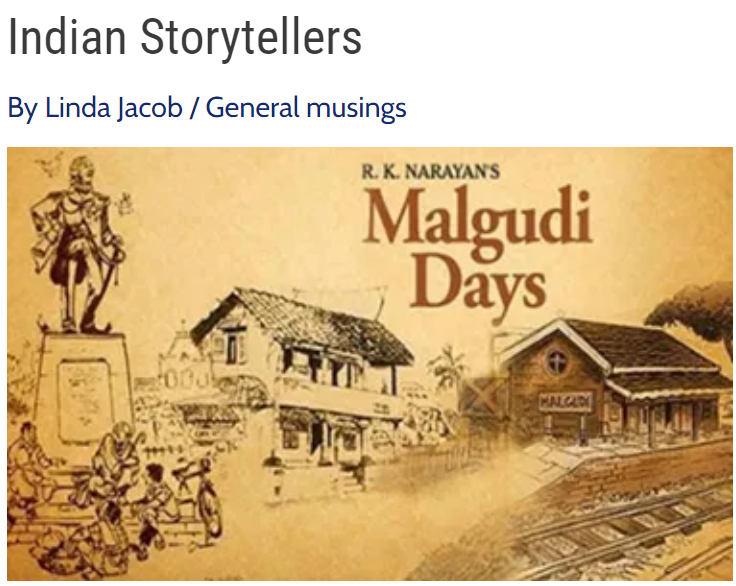 Indian Storytellers
By Linda Jacob / General musings
R. K. NARAYAN'S
Malgudi
Days
MALGUDI